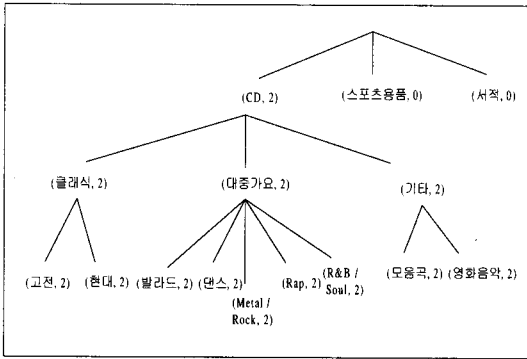 (CD, 2)
(스포츠용품, 0)
(서적, 0)
(클래식, 2)
(대중가요, 2)
(기타, 2)
(고전, 2)
(현대, 2)
(발라드, 2)
(댄스, 2)
(Metal /
Rock, 2)
(Rap, 2)
(R&B /
Soul, 2)
(모음곡, 2)
(영화음악, 2)